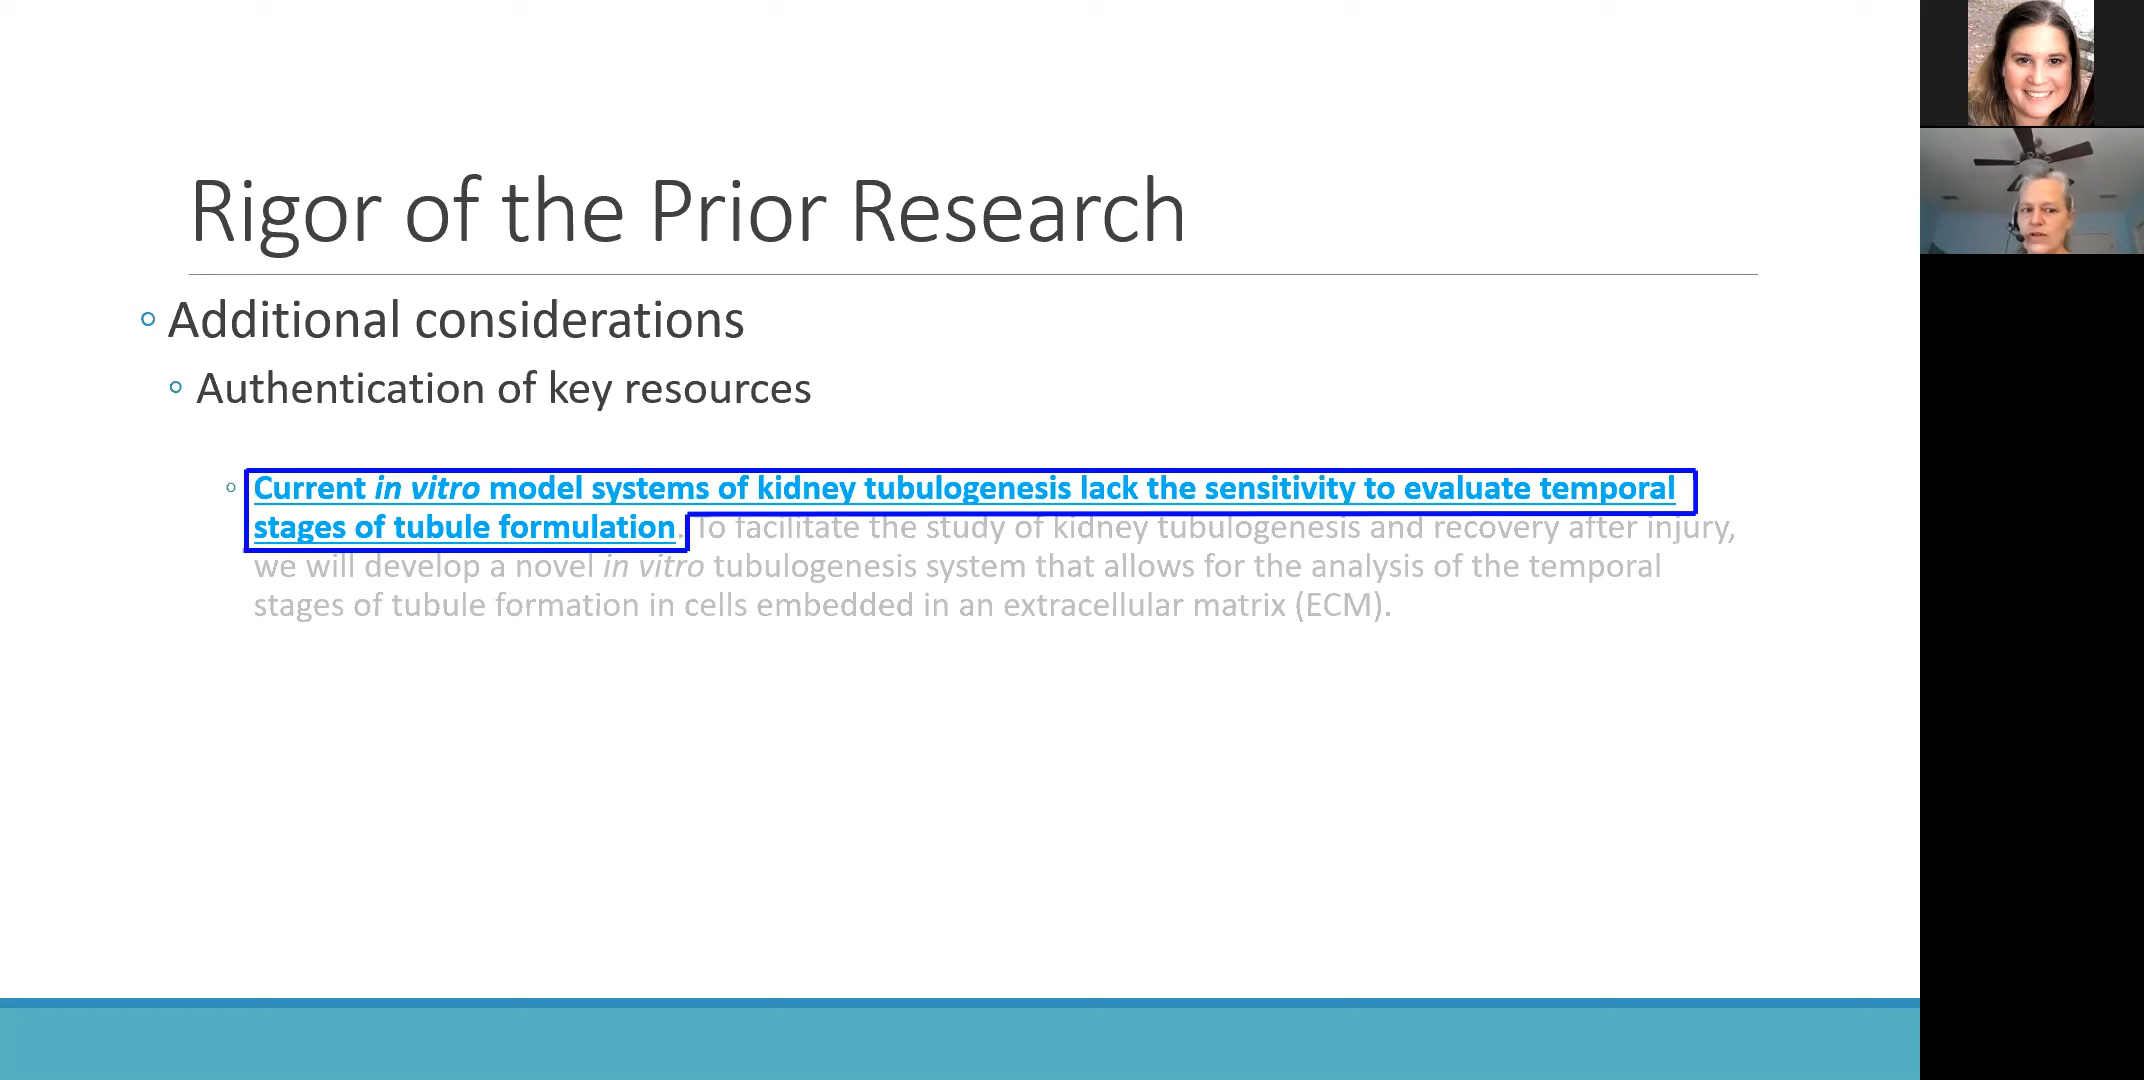 Rigor of the Prior Research
Additional considerations
Authentication of key resources
Current in vitro model systems of kidney tubulogenesis lack the sensitivity to evaluate temporal
stages of tubule formulation. To facilitate the study of kidney tubulogenesis and recovery after injury,
we will develop a novel in vitro tubulogenesis system that allows for the analysis of the temporal
stages of tubule formation in cells embedded in an extracellular matrix (ECM).